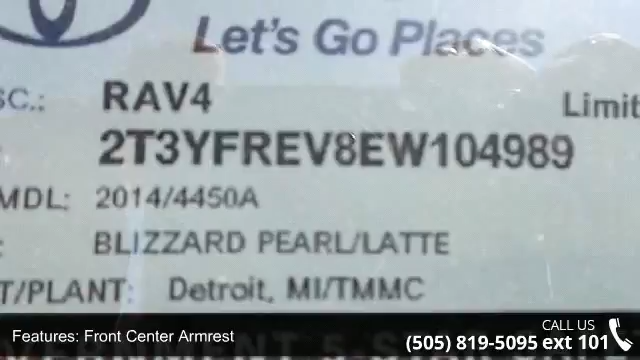 Let's Go Places
SC.: RAV4 Limit
: 2T3YFREV8EW104989
MDL: 2014/4450A
: BLIZZARD PEARL/LATTE
T/PLANT: Detroit, MI/TMMC
CALL US
Features: Front Center Armrest
(505) 819-5095 ext 101